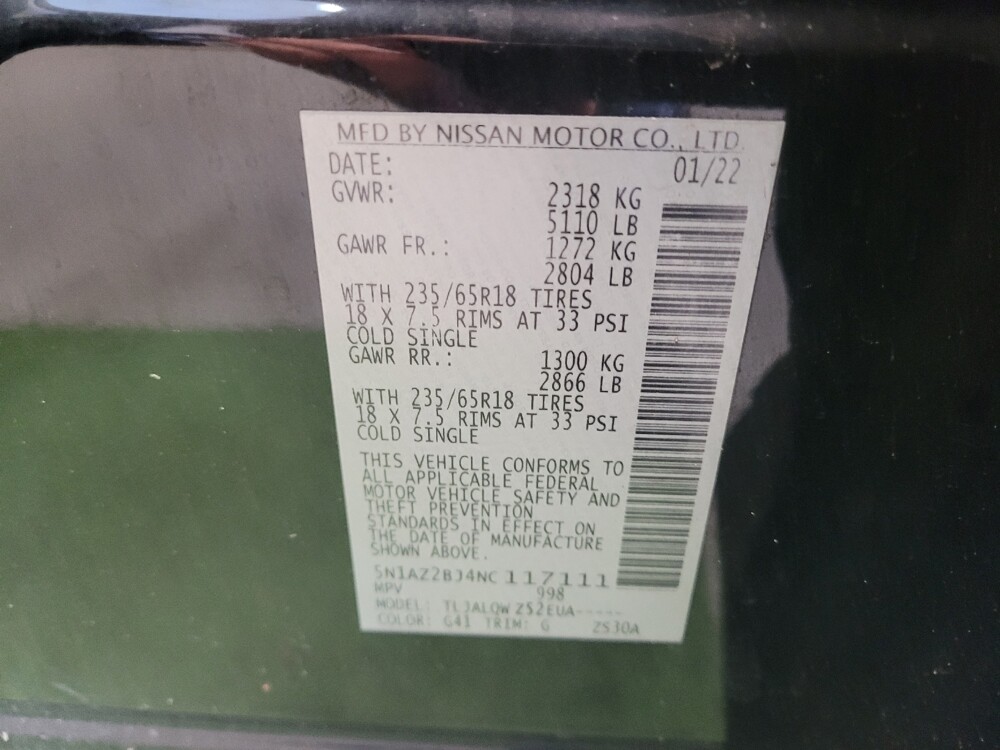 MFD BY NISSAN MOTOR CO., LTD.
DATE: 01/22
GVWR: 2318 KG
5110 LB
GAWR FR.: 1272 KG
2804 LB
WITH 235/65R18 TIRES
18 X 7.5 RIMS AT 33 PSI
COLD SINGLE
GAWR RR.: 1300 KG
2866 LB
WITH 235/65R18 TIRES
18 X 7.5 RIMS AT 33 PSI
COLD SINGLE
THIS VEHICLE CONFORMS TO
ALL APPLICABLE FEDERAL
MOTOR VEHICLE SAFETY AND
THEFT PREVENTION
STANDARDS IN EFFECT ON
THE DATE OF MANUFACTURE
SHOWN ABOVE.
5N1AZ2BJ4NC117111
MPV 998
MODEL: TL3ALQWZS2EUA-----
COLOR: G41 TRIM: G ZS30A